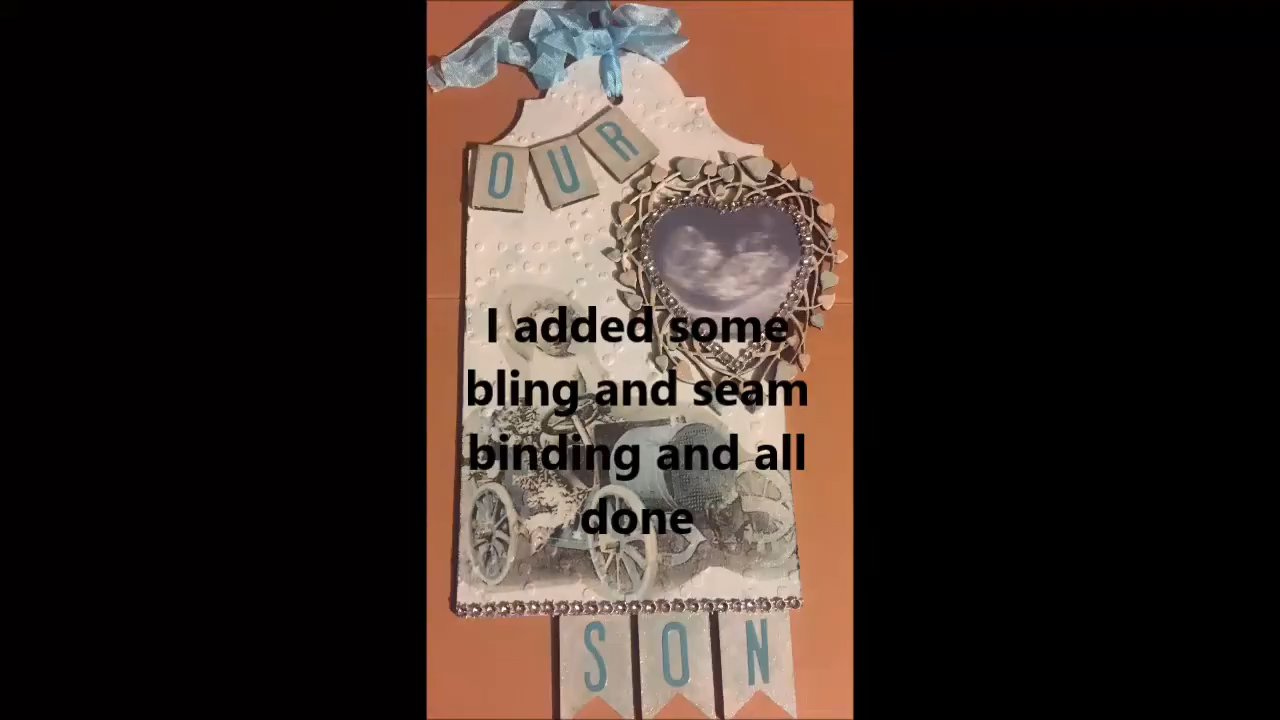 OUR
I added some
bling and seam
binding and all
done
SON